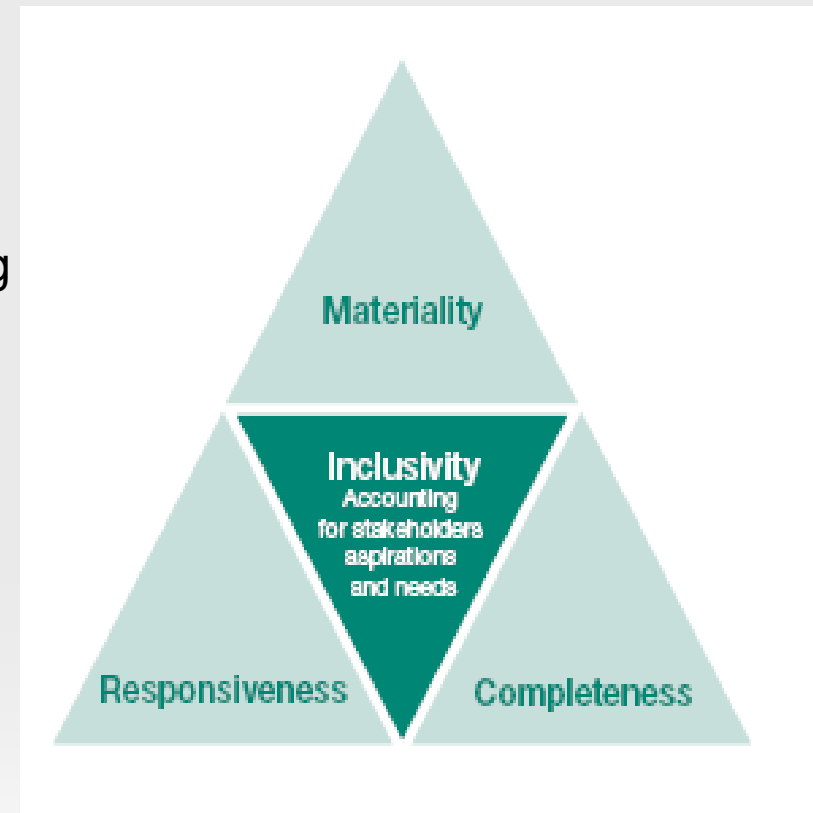 g
Materiality
Inclusivity
Accounting
for stakeholders
aspirations
and needs
Responsiveness
Completeness